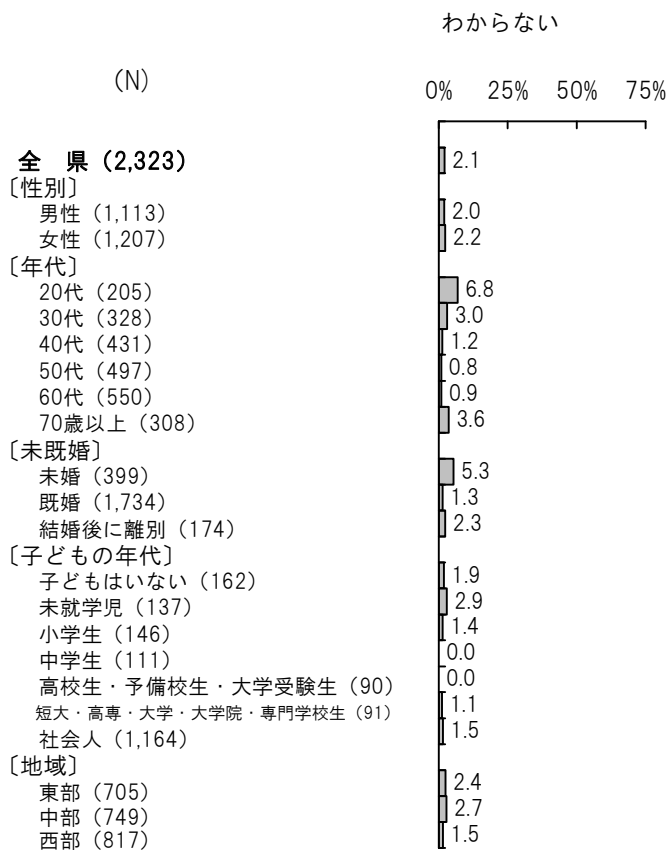 わからない
(N)
0% 25% 50% 75%
全 県(2,323) 2.1
〔性別〕
男性(1,113) 2.0
女性(1,207) 2.2
〔年代〕
20代(205) 6.8
30代(328) 3.0
40代(431) 1.2
50代(497) 0.8
60代(550) 0.9
70歳以上(308) 3.6
〔未既婚〕
未婚(399) 5.3
既婚(1,734) 1.3
結婚後に離別(174) 2.3
〔子どもの年代〕
子どもはいない(162) 1.9
未就学児(137) 2.9
小学生(146) 1.4
中学生(111) 0.0
高校生・予備校生・大学受験生(90) 0.0
短大・高専・大学・大学院・専門学校生(91) 1.1
社会人(1,164) 1.5
〔地域〕
東部(705) 2.4
中部(749) 2.7
西部(817) 1.5